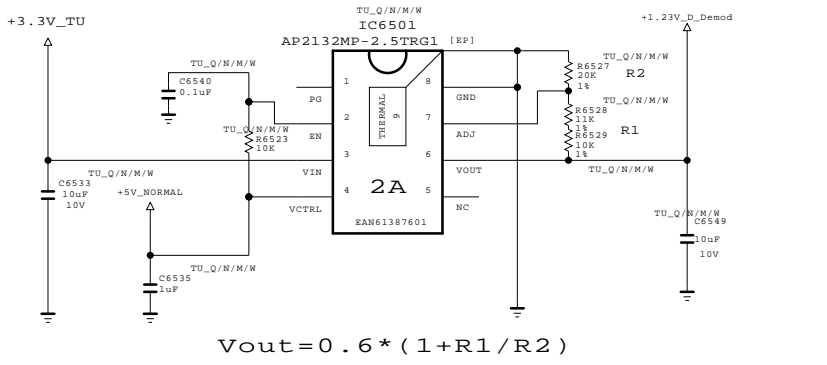 TU_Q/N/M/W
IC6501
AP2132MP-2.5TRG1 [EP]
+3.3V_TU
+1.23V_D_Demod
TU_Q/N/M/W
C6540
0.1uF
TU_Q/N/M/W
R6523
10K
TU_Q/N/M/W
C6533
10uF
10V
+5V_NORMAL
TU_Q/N/M/W
C6535
1uF
1
PG
2
EN
3
VIN
4
VCTRL
THERMAL
9
2A
EAN61387601
8
GND
7
ADJ
6
VOUT
5
NC
TU_Q/N/M/W
R6527
20K
1%
R2
TU_Q/N/M/W
R6528
11K
1%
R1
R6529
10K
1%
TU_Q/N/M/W
TU_Q/N/M/W
C6549
10uF
10V
Vout=0.6*(1+R1/R2)